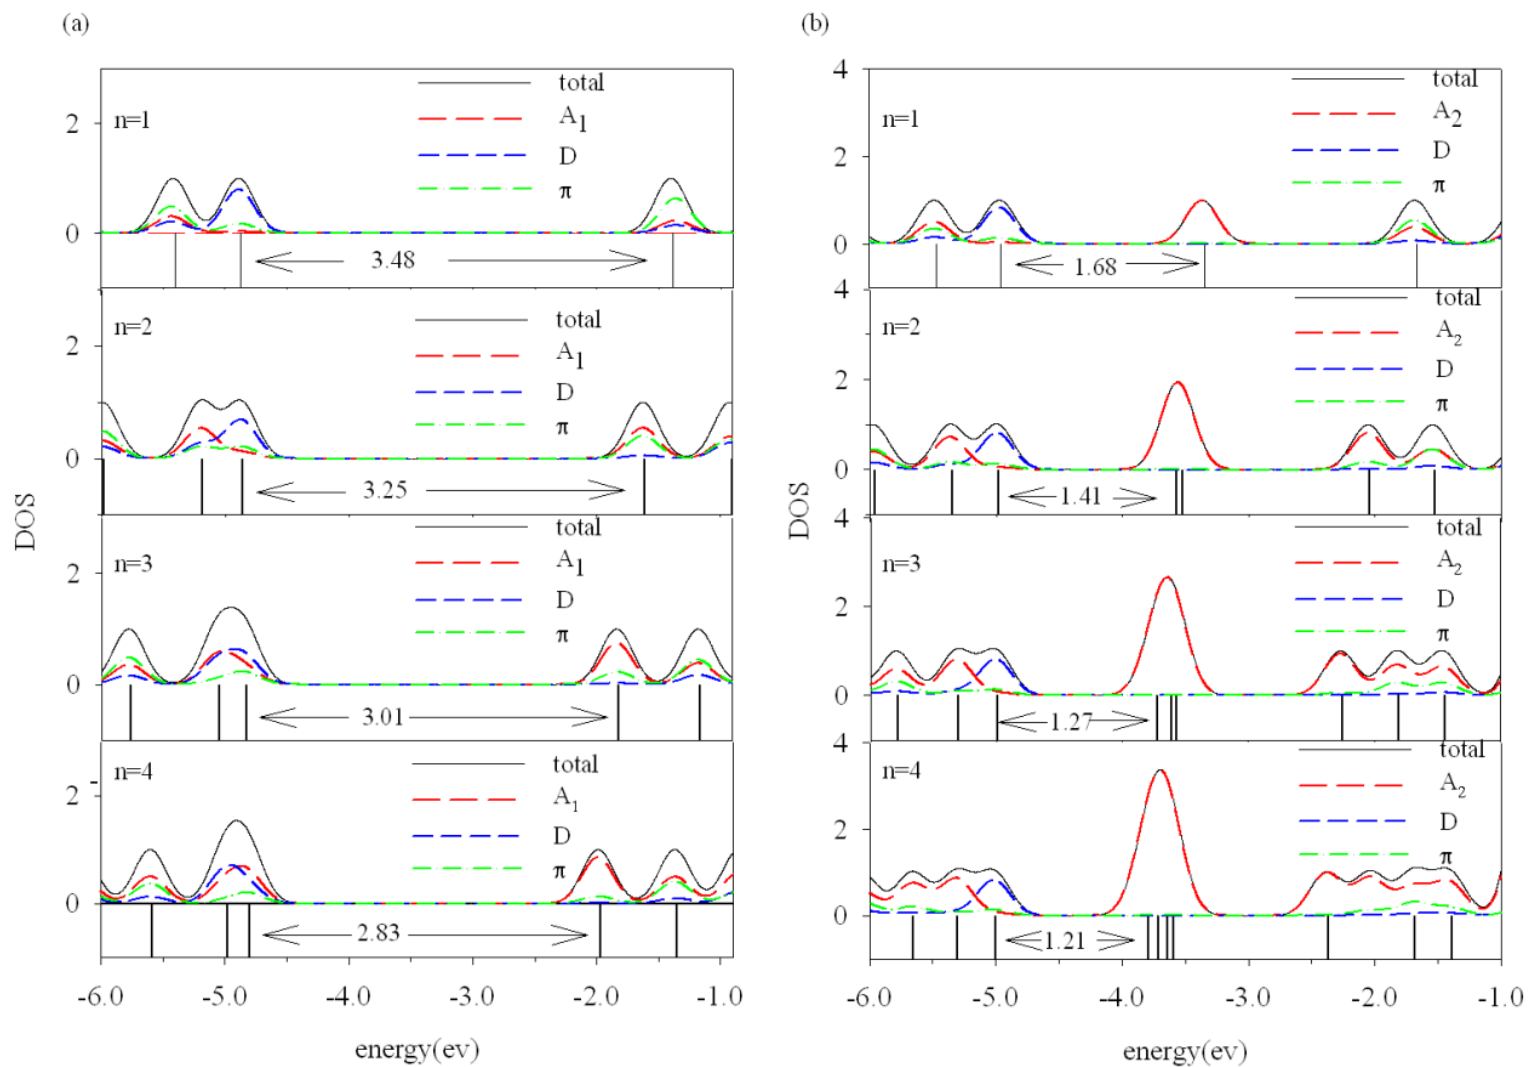 (a)
2
0
n=1
total
A1
D
π
3.48
2
0
n=2
total
A1
D
π
3.25
2
0
n=3
total
A1
D
π
3.01
2
0
n=4
total
A1
D
π
2.83
-6.0 -5.0 -4.0 -3.0 -2.0 -1.0
energy(ev)
DOS
(b)
4
2
0
n=1
total
A2
D
π
1.68
4
2
0
n=2
total
A2
D
π
1.41
4
2
0
n=3
total
A2
D
π
1.27
4
2
0
n=4
total
A2
D
π
1.21
-6.0 -5.0 -4.0 -3.0 -2.0 -1.0
energy(ev)
DOS